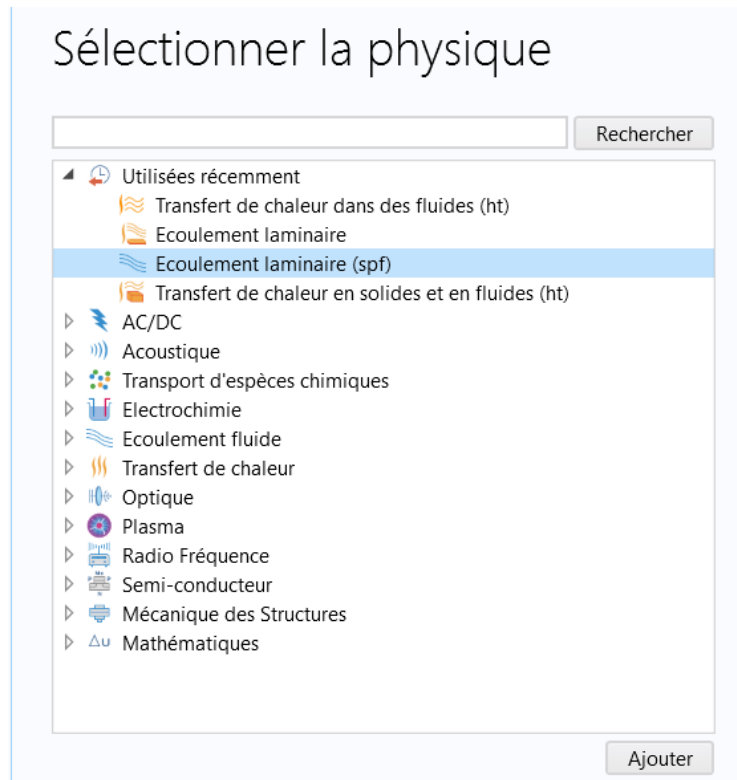 Sélectionner la physique
Rechercher
Utilisées récemment
Transfert de chaleur dans des fluides (ht)
Ecoulement laminaire
Ecoulement laminaire (spf)
Transfert de chaleur en solides et en fluides (ht)
AC/DC
Acoustique
Transport d'espèces chimiques
Electrochimie
Ecoulement fluide
Transfert de chaleur
Optique
Plasma
Radio Fréquence
Semi-conducteur
Mécanique des Structures
Δu Mathématiques
Ajouter